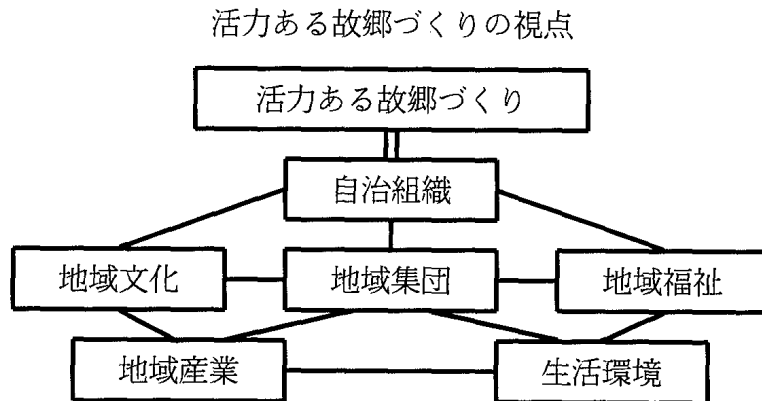 活力ある故郷づくりの視点
活力ある故郷づくり
自治組織
地域文化
地域集団
地域福祉
地域産業
生活環境